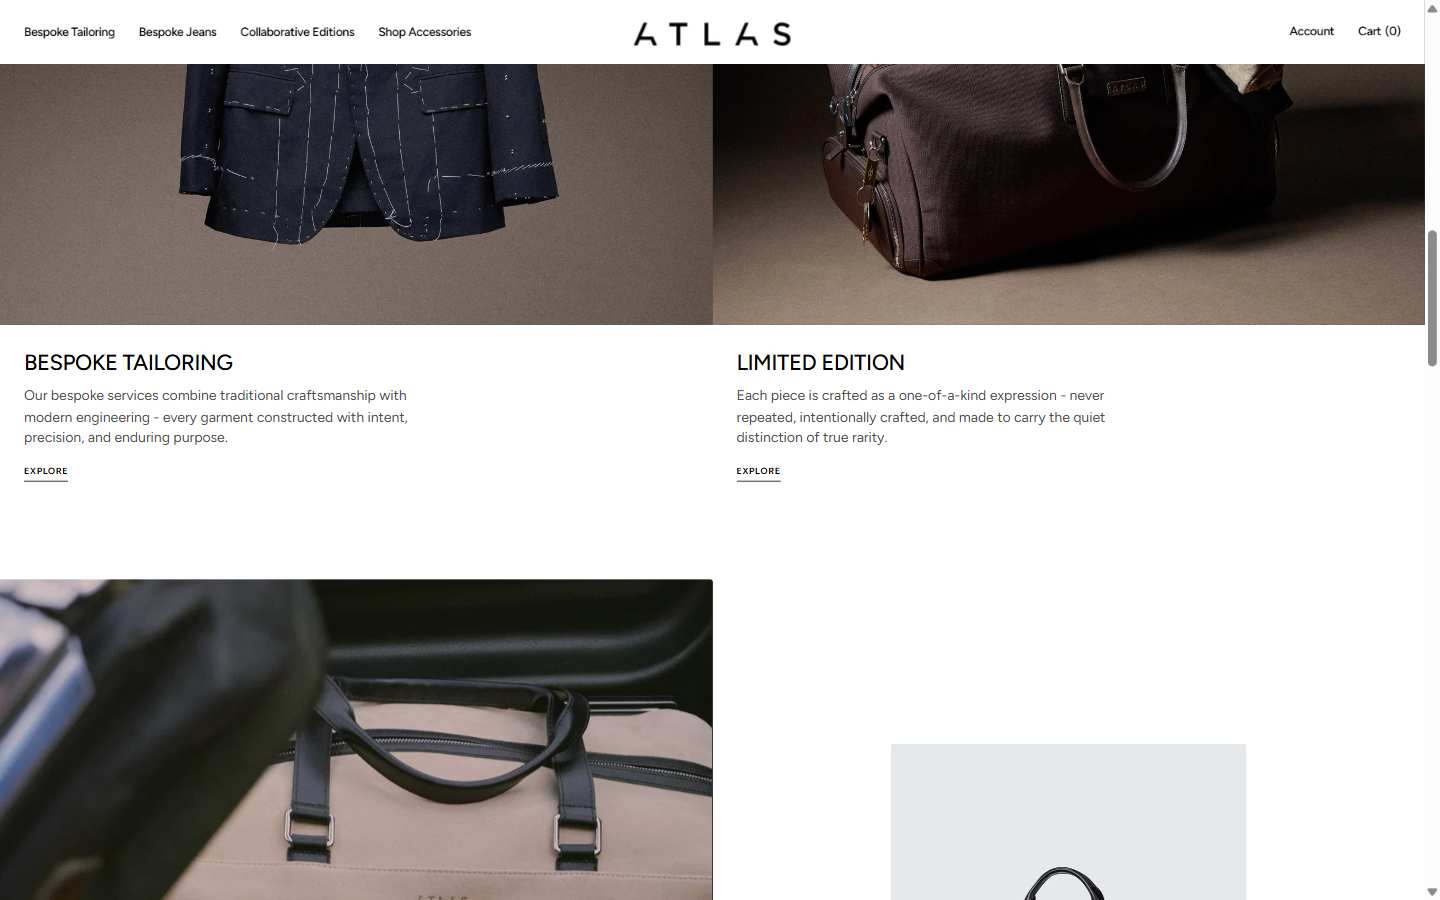 Bespoke Tailoring
Bespoke Jeans
Collaborative Editions
Shop Accessories
ATLAS
Account
Cart (0)
ATLAS
BESPOKE TAILORING
Our bespoke services combine traditional craftsmanship with
modern engineering - every garment constructed with intent,
precision, and enduring purpose.
EXPLORE
LIMITED EDITION
Each piece is crafted as a one-of-a-kind expression - never
repeated, intentionally crafted, and made to carry the quiet
distinction of true rarity.
EXPLORE
ATLAS